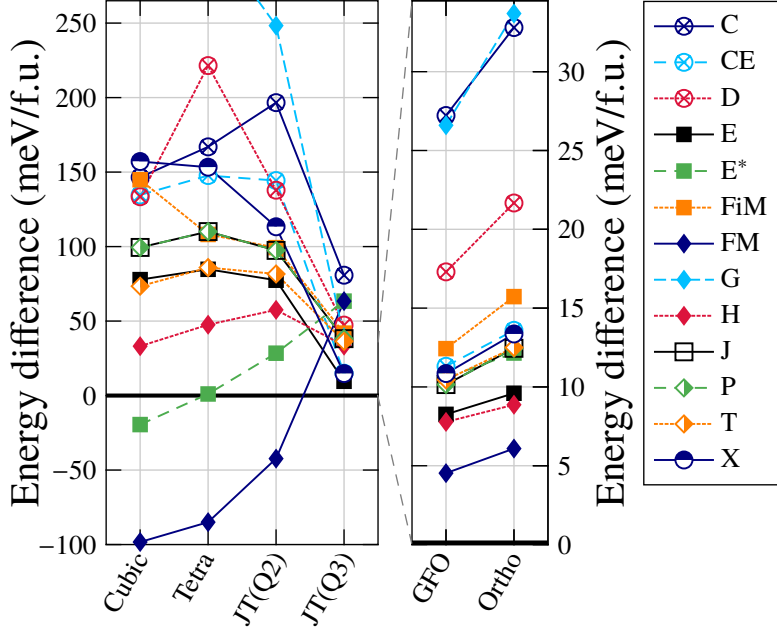 Energy difference (meV/f.u.)
250
200
150
100
50
0
−50
−100
Cubic
Tetra
JT(Q2)
JT(Q3)
Energy difference (meV/f.u.)
30
25
20
15
10
5
0
GFO
Ortho
C
CE
D
E
E*
FiM
FM
G
H
J
P
T
X